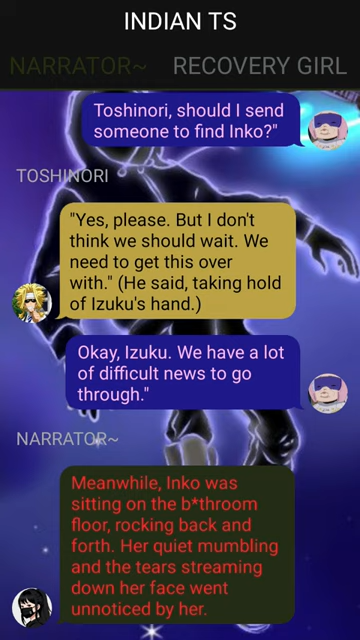 INDIAN TS
NARRATOR~ RECOVERY GIRL
Toshinori, should I send
someone to find Inko?"
TOSHINORI
"Yes, please. But I don't
think we should wait. We
need to get this over
with." (He said, taking hold
of Izuku's hand.)
Okay, Izuku. We have a lot
of difficult news to go
through."
NARRATOR~
Meanwhile, Inko was
sitting on the b*throom
floor, rocking back and
forth. Her quiet mumbling
and the tears streaming
down her face went
unnoticed by her.